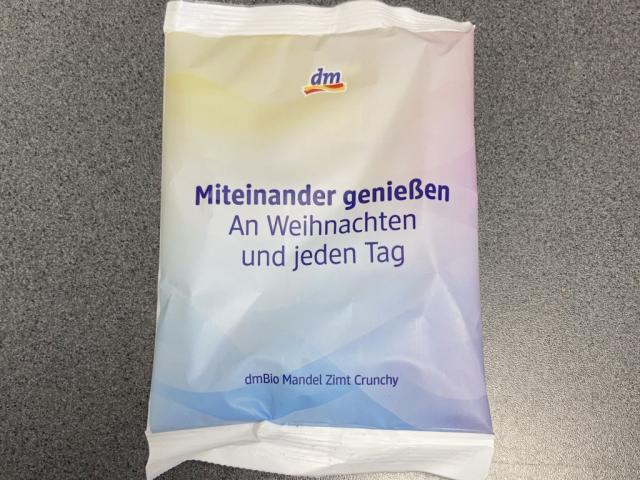 dm
Miteinander genießen
An Weihnachten
und jeden Tag
dmBio Mandel Zimt Crunchy